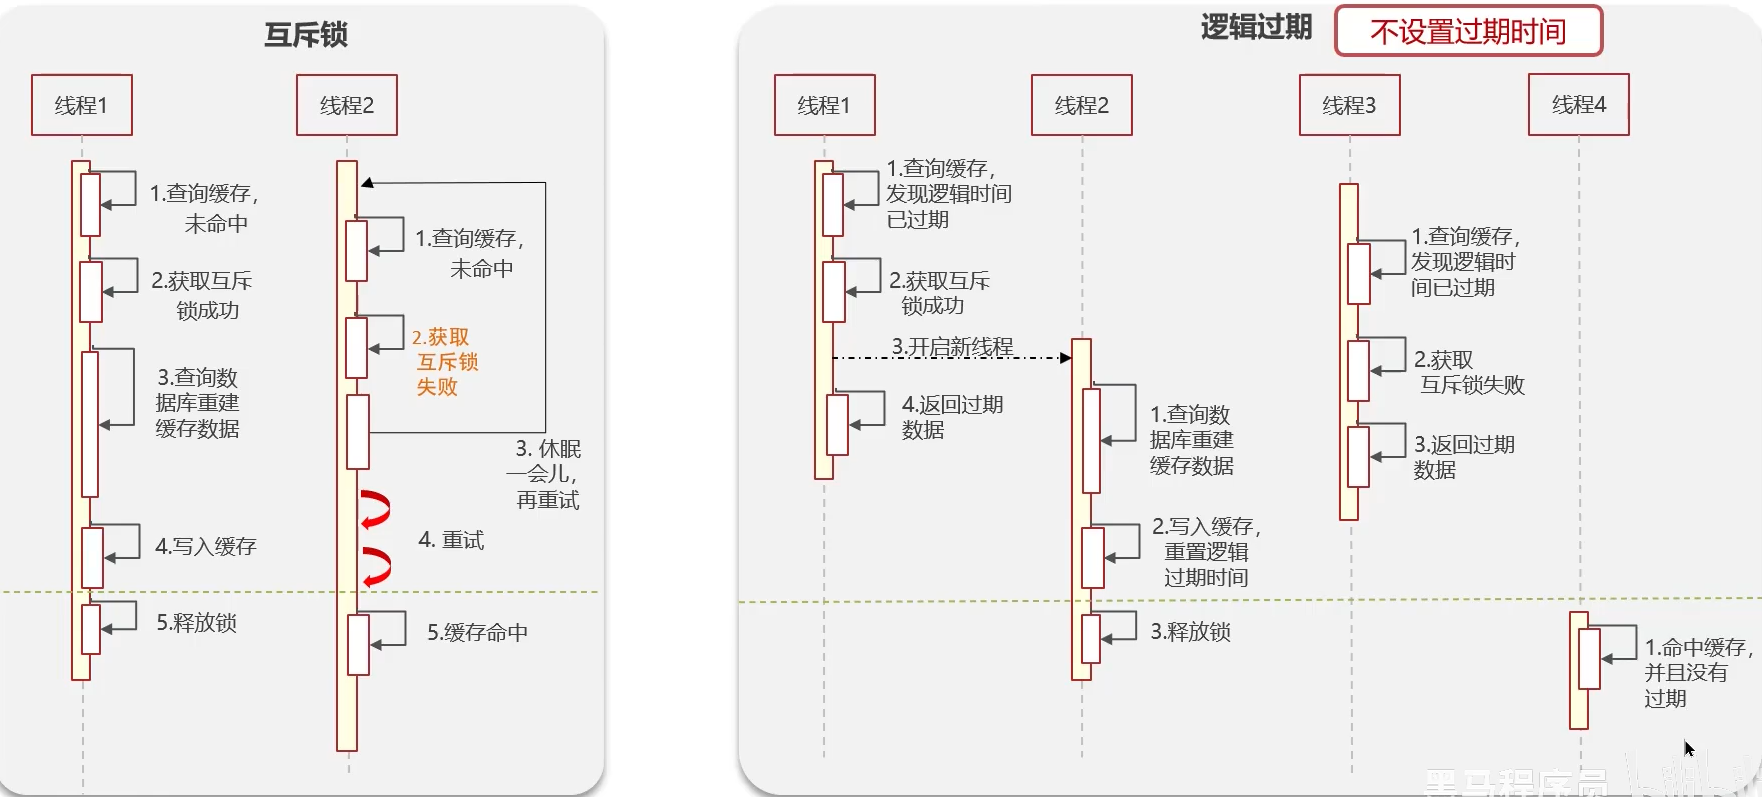 互斥锁
线程1
线程2
1.查询缓存，
未命中
2.获取互斥
锁成功
3.查询数
据库重建
缓存数据
4.写入缓存
5.释放锁
1.查询缓存，
未命中
2.获取
互斥锁
失败
3. 休眠
一会儿，
再重试
4. 重试
5.缓存命中
逻辑过期
不设置过期时间
线程1
线程2
线程3
线程4
1.查询缓存，
发现逻辑时间
已过期
2.获取互斥
锁成功
3.开启新线程
4.返回过期
数据
1.查询数
据库重建
缓存数据
2.写入缓存，
重置逻辑
过期时间
3.释放锁
1.查询缓存，
发现逻辑时
间已过期
2.获取
互斥锁失败
3.返回过期
数据
1.命中缓存，
并且没有
过期
黑马程序员